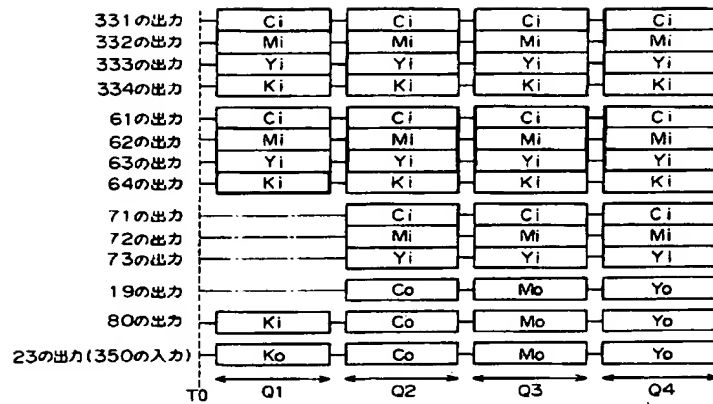 331の出力 Ci Ci Ci Ci
332の出力 Mi Mi Mi Mi
333の出力 Yi Yi Yi Yi
334の出力 Ki Ki Ki Ki
61の出力 Ci Ci Ci Ci
62の出力 Mi Mi Mi Mi
63の出力 Yi Yi Yi Yi
64の出力 Ki Ki Ki Ki
71の出力 Ci Ci Ci
72の出力 Mi Mi Mi
73の出力 Yi Yi Yi
19の出力 Co Mo Yo
80の出力 Ki Co Mo Yo
23の出力(350の入力) Ko Co Mo Yo
T0 Q1 Q2 Q3 Q4